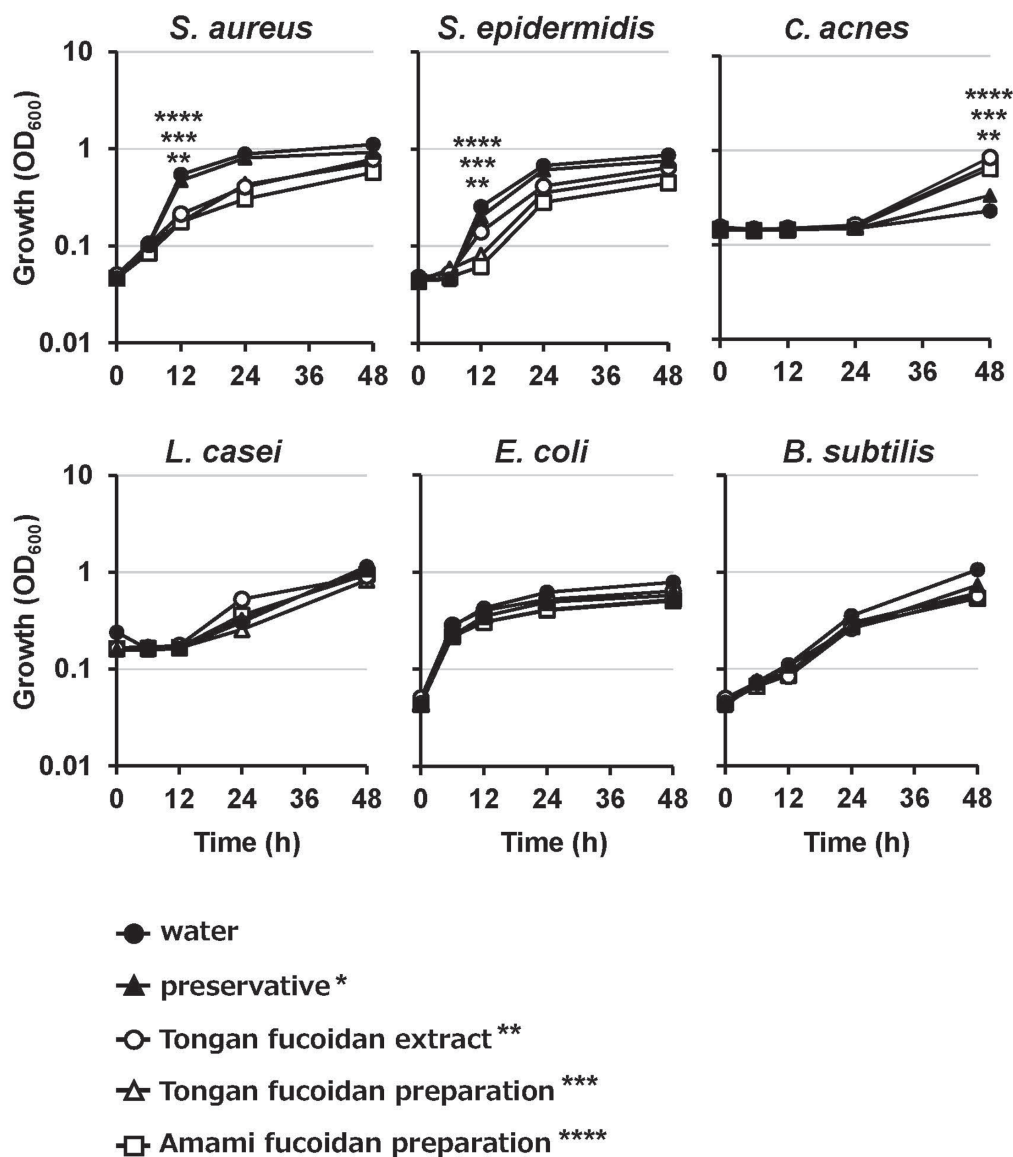 S. aureus
S. epidermidis
C. acnes
Growth (OD600)
10
1
0.1
0.01
****
***
**
****
***
**
****
***
**
0 12 24 36 48
0 12 24 36 48
0 12 24 36 48
L. casei
E. coli
B. subtilis
Growth (OD600)
10
1
0.1
0.01
0 12 24 36 48
0 12 24 36 48
0 12 24 36 48
Time (h)
Time (h)
Time (h)
water
preservative *
Tongan fucoidan extract **
Tongan fucoidan preparation ***
Amami fucoidan preparation ****